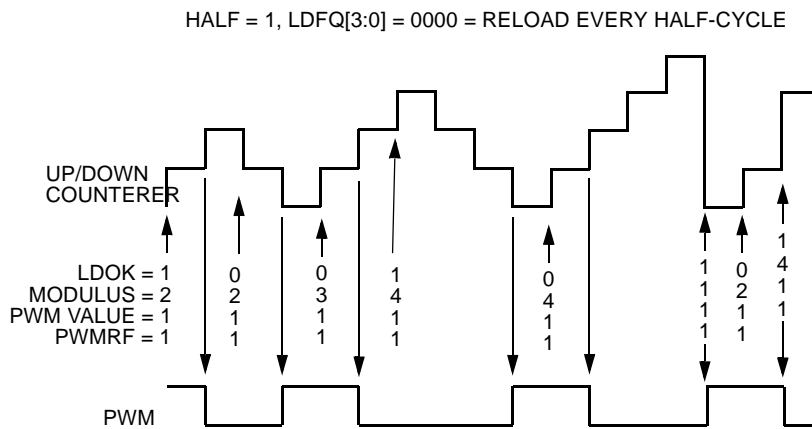 HALF = 1, LDFQ[3:0] = 0000 = RELOAD EVERY HALF-CYCLE
UP/DOWN
COUNTERER
LDOK = 1 0 0 1 0 1 0 1
MODULUS = 2 2 3 4 4 1 2 4
PWM VALUE = 1 1 1 1 1 1 1 1
PWMRF = 1 1 1 1 1 1 1 1
PWM